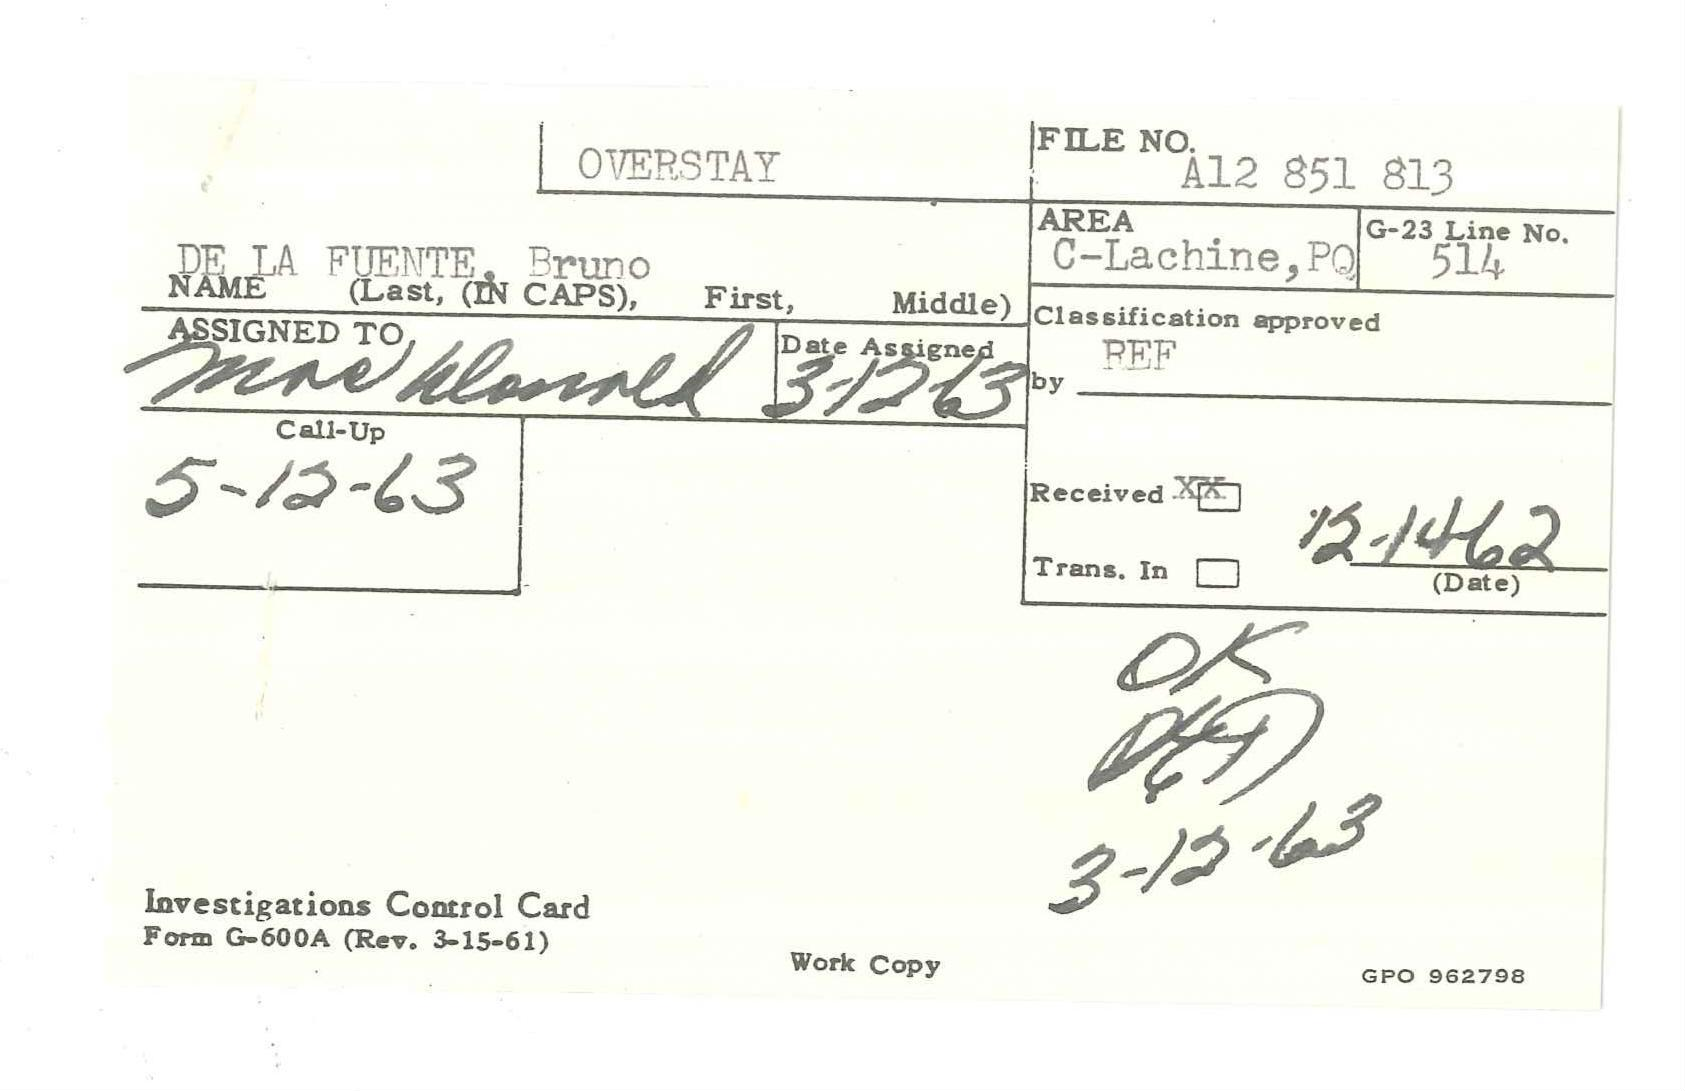 OVERSTAY
FILE NO.
A12 851 813
AREA
C-Lachine, PQ
G-23 Line No.
514
DE LA FUENTE, Bruno
NAME (Last, (IN CAPS), First, Middle)
ASSIGNED TO
MacDonald
Date Assigned
3-12-63
Classification approved
REF
by
Call-Up
5-12-63
Received XX
12-14-62
Trans. In
(Date)
OK
3-12-63
Investigations Control Card
Form G-600A (Rev. 3-15-61)
Work Copy
GPO 962798